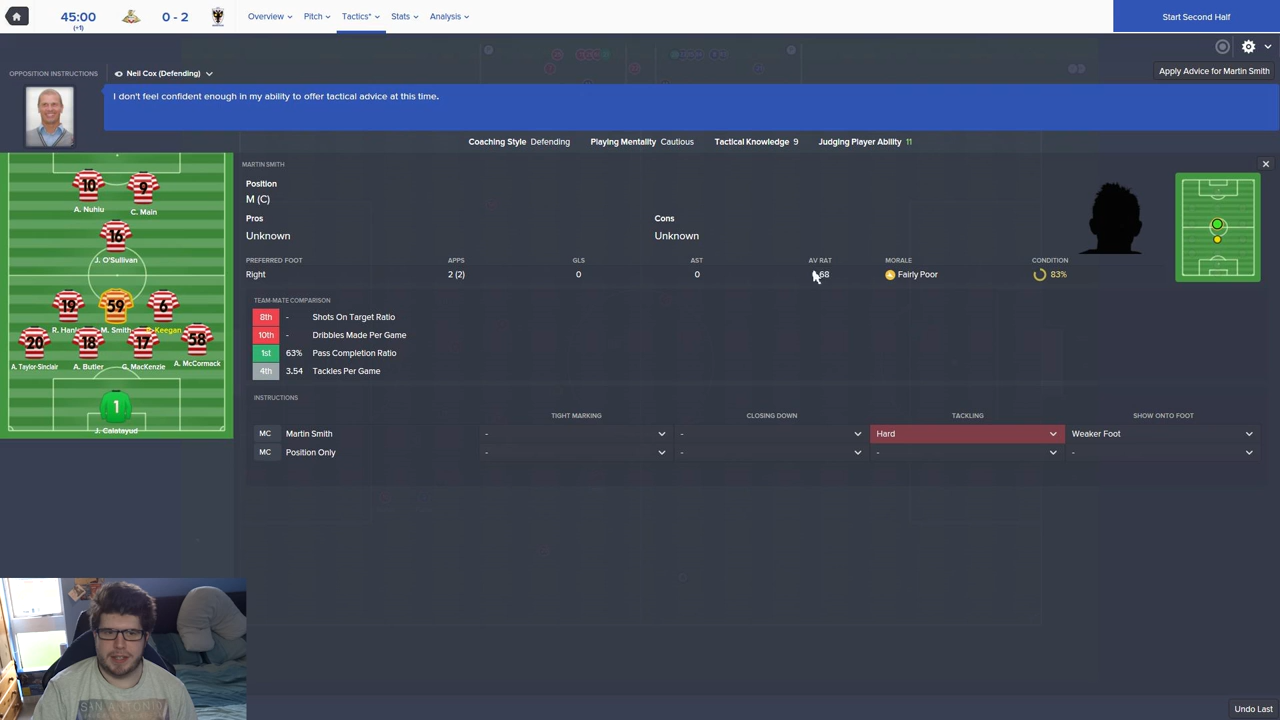 45:00
(+1)
0 - 2
Overview
Pitch
Tactics*
Stats
Analysis
Start Second Half
OPPOSITION INSTRUCTIONS
Neil Cox (Defending)
Apply Advice for Martin Smith
I don't feel confident enough in my ability to offer tactical advice at this time.
Coaching Style Defending Playing Mentality Cautious Tactical Knowledge 9 Judging Player Ability 11
MARTIN SMITH
Position
M (C)
Pros Cons
Unknown Unknown
PREFERRED FOOT APPS GLS AST AV RAT MORALE CONDITION
Right 2 (2) 0 0 68 Fairly Poor 83%
TEAM-MATE COMPARISON
8th - Shots On Target Ratio
10th - Dribbles Made Per Game
1st 63% Pass Completion Ratio
4th 3.54 Tackles Per Game
INSTRUCTIONS
TIGHT MARKING CLOSING DOWN TACKLING SHOW ONTO FOOT
MC Martin Smith - - Hard Weaker Foot
MC Position Only - - - -
10 9
A. Nuhiu C. Main
16
J. O'Sullivan
19 59 6
M. Smith Keegan
20 18 17 58
A. Taylor-Sinclair A. Butler G. MacKenzie A. McCormack
1
J. Calatayud
SAN ANTONIO
Undo Last